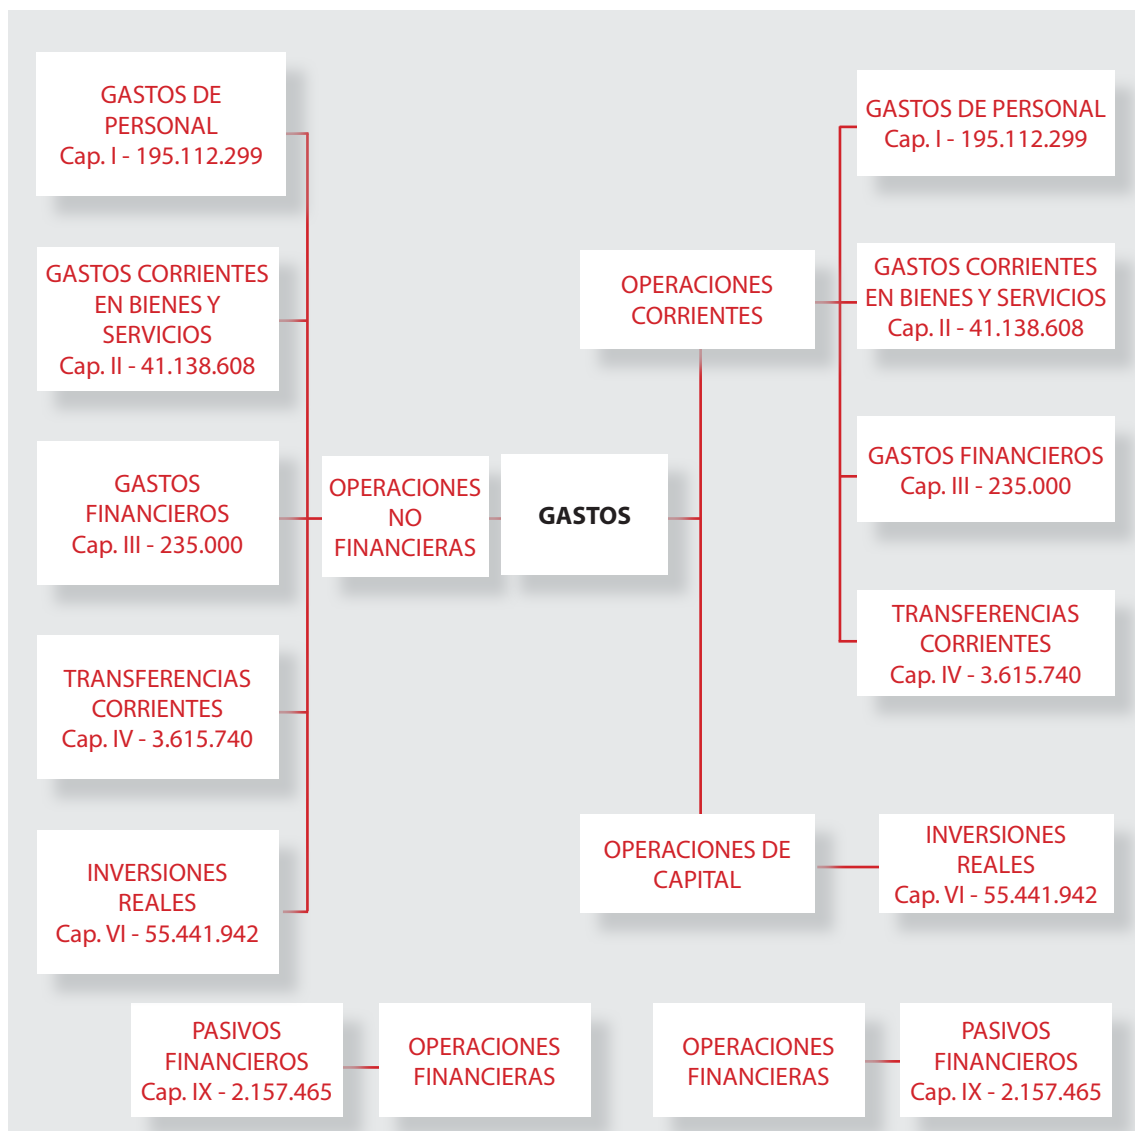 GASTOS DE
PERSONAL
Cap. I - 195.112.299
GASTOS CORRIENTES
EN BIENES Y
SERVICIOS
Cap. II - 41.138.608
GASTOS
FINANCIEROS
Cap. III - 235.000
TRANSFERENCIAS
CORRIENTES
Cap. IV - 3.615.740
INVERSIONES
REALES
Cap. VI - 55.441.942
OPERACIONES
NO
FINANCIERAS
GASTOS
OPERACIONES
CORRIENTES
GASTOS DE PERSONAL
Cap. I - 195.112.299
GASTOS CORRIENTES
EN BIENES Y SERVICIOS
Cap. II - 41.138.608
GASTOS FINANCIEROS
Cap. III - 235.000
TRANSFERENCIAS
CORRIENTES
Cap. IV - 3.615.740
OPERACIONES DE
CAPITAL
INVERSIONES
REALES
Cap. VI - 55.441.942
PASIVOS
FINANCIEROS
Cap. IX - 2.157.465
OPERACIONES
FINANCIERAS
OPERACIONES
FINANCIERAS
PASIVOS
FINANCIEROS
Cap. IX - 2.157.465